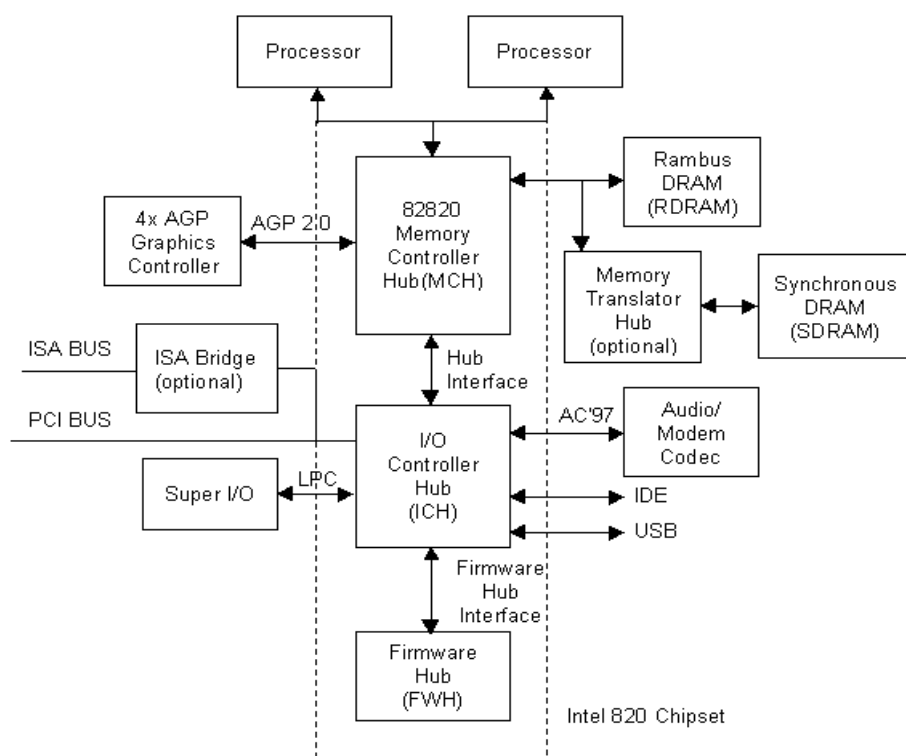 Processor
Processor
Rambus
DRAM
(RDRAM)
4x AGP
Graphics
Controller
AGP 2.0
82820
Memory
Controller
Hub(MCH)
Memory
Translator
Hub
(optional)
Synchronous
DRAM
(SDRAM)
ISA BUS
ISA Bridge
(optional)
Hub
Interface
PCI BUS
I/O
Controller
Hub
(ICH)
AC'97
Audio/
Modem
Codec
Super I/O
LPC
IDE
USB
Firmware
Hub
Interface
Firmware
Hub
(FWH)
Intel 820 Chipset